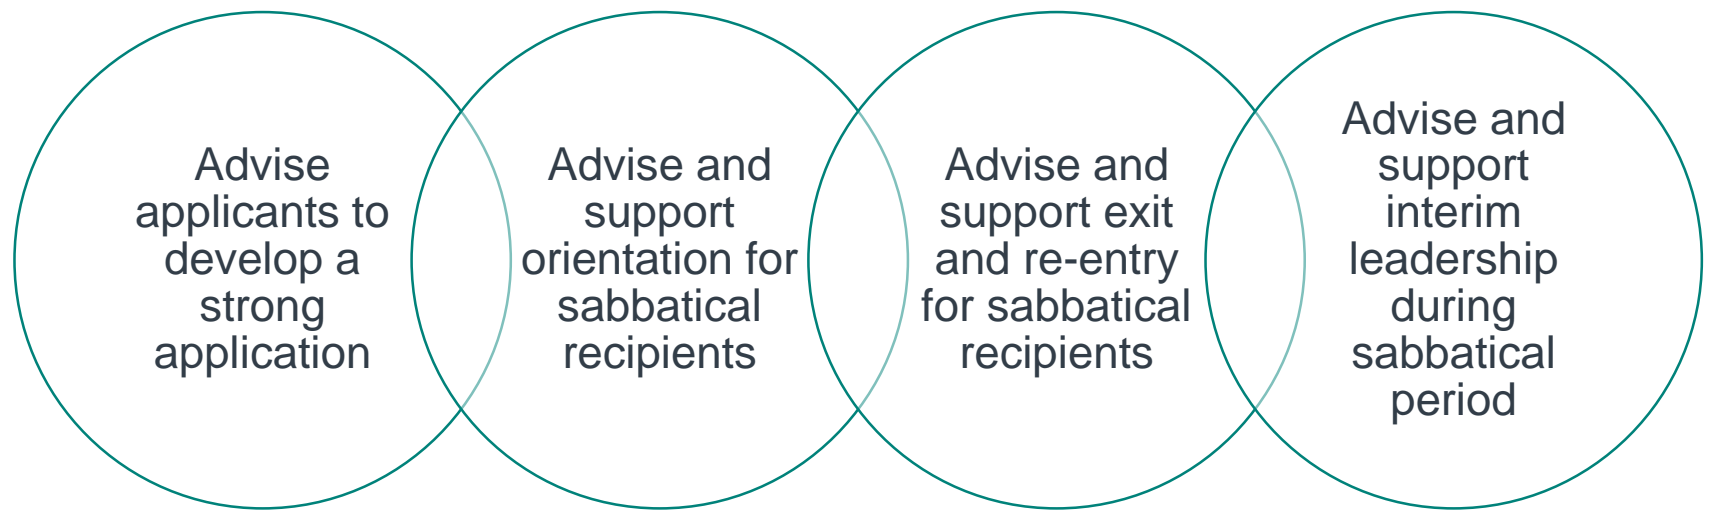 Advise
applicants to
develop a
strong
application
Advise and
support
orientation for
sabbatical
recipients
Advise and
support exit
and re-entry
for sabbatical
recipients
Advise and
support
interim
leadership
during
sabbatical
period